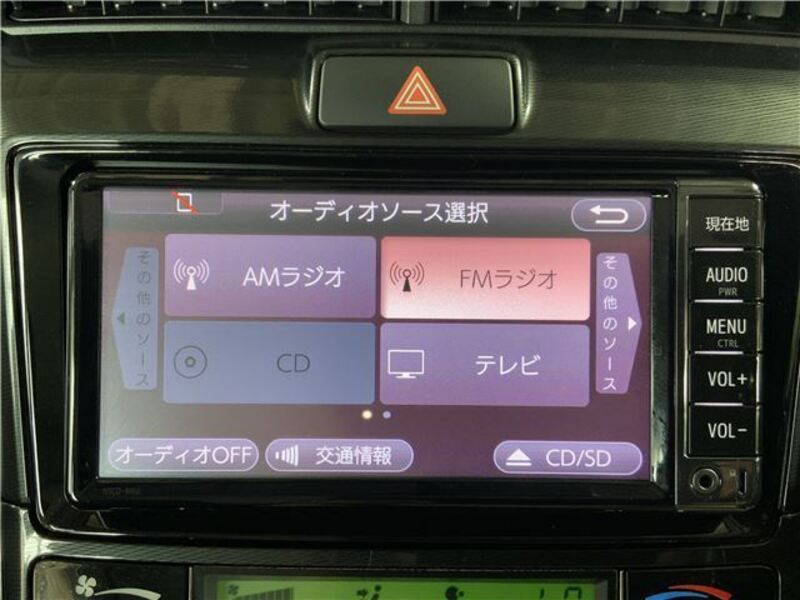 オーディオソース選択
現在地
その他のソース
AMラジオ
FMラジオ
その他のソース
AUDIO
PWR
MENU
CTRL
CD
テレビ
VOL+
VOL-
オーディオOFF
交通情報
CD/SD